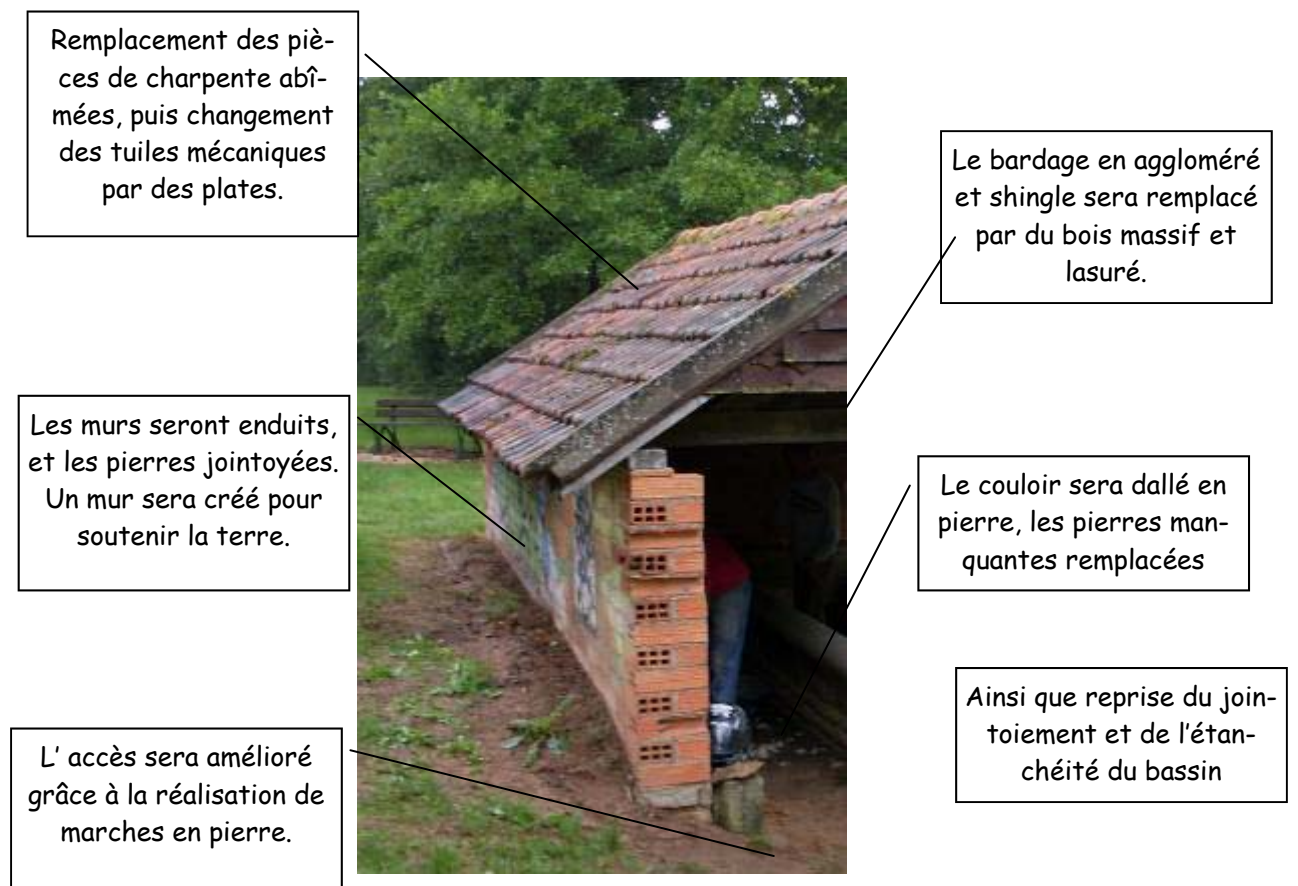 Remplacement des piè-
ces de charpente abî-
mées, puis changement
des tuiles mécaniques
par des plates.
Le bardage en aggloméré
et shingle sera remplacé
par du bois massif et
lasuré.
Les murs seront enduits,
et les pierres jointoyées.
Un mur sera créé pour
soutenir la terre.
Le couloir sera dallé en
pierre, les pierres man-
quantes remplacées
Ainsi que reprise du join-
toiement et de l'étan-
chéité du bassin
L' accès sera amélioré
grâce à la réalisation de
marches en pierre.